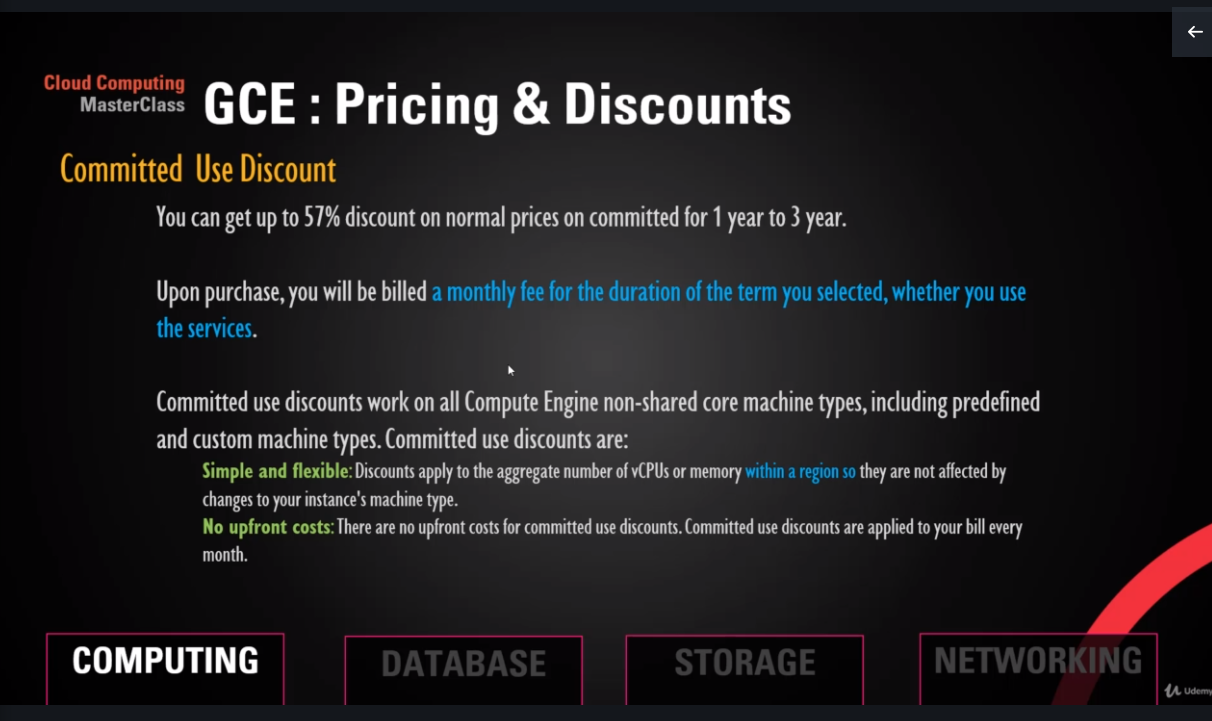 Cloud Computing
MasterClass
GCE : Pricing & Discounts
Committed Use Discount
You can get up to 57% discount on normal prices on committed for 1 year to 3 year.
Upon purchase, you will be billed a monthly fee for the duration of the term you selected, whether you use
the services.
Committed use discounts work on all Compute Engine non-shared core machine types, including predefined
and custom machine types. Committed use discounts are:
Simple and flexible: Discounts apply to the aggregate number of vCPUs or memory within a region so they are not affected by
changes to your instance's machine type.
No upfront costs: There are no upfront costs for committed use discounts. Committed use discounts are applied to your bill every
month.
COMPUTING
DATABASE
STORAGE
NETWORKING
Udemy